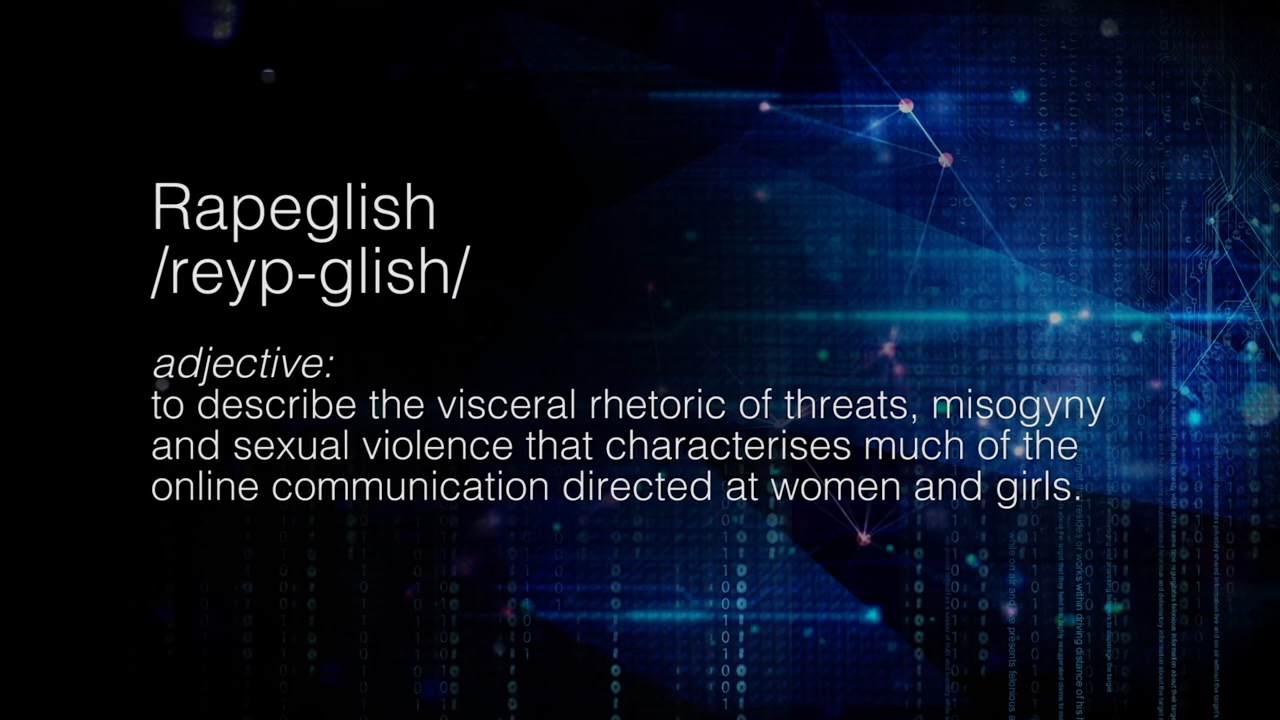 Rapeglish
/reyp-glish/
adjective:
to describe the visceral rhetoric of threats, misogyny
and sexual violence that characterises much of the
online communication directed at women and girls.